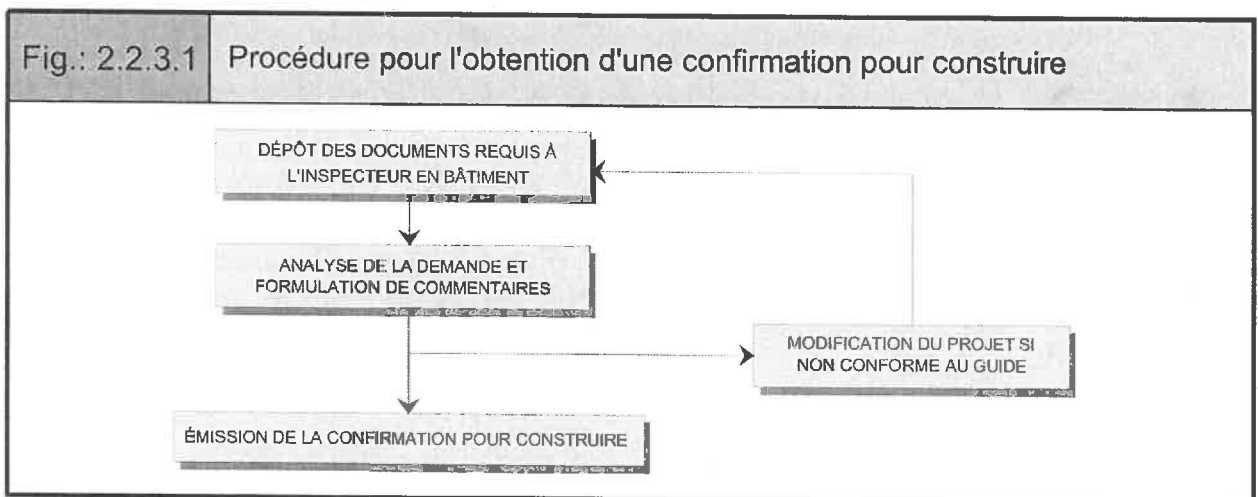 Fig.: 2.2.3.1 Procédure pour l'obtention d'une confirmation pour construire
DÉPÔT DES DOCUMENTS REQUIS À
L'INSPECTEUR EN BÂTIMENT
ANALYSE DE LA DEMANDE ET
FORMULATION DE COMMENTAIRES
MODIFICATION DU PROJET SI
NON CONFORME AU GUIDE
ÉMISSION DE LA CONFIRMATION POUR CONSTRUIRE